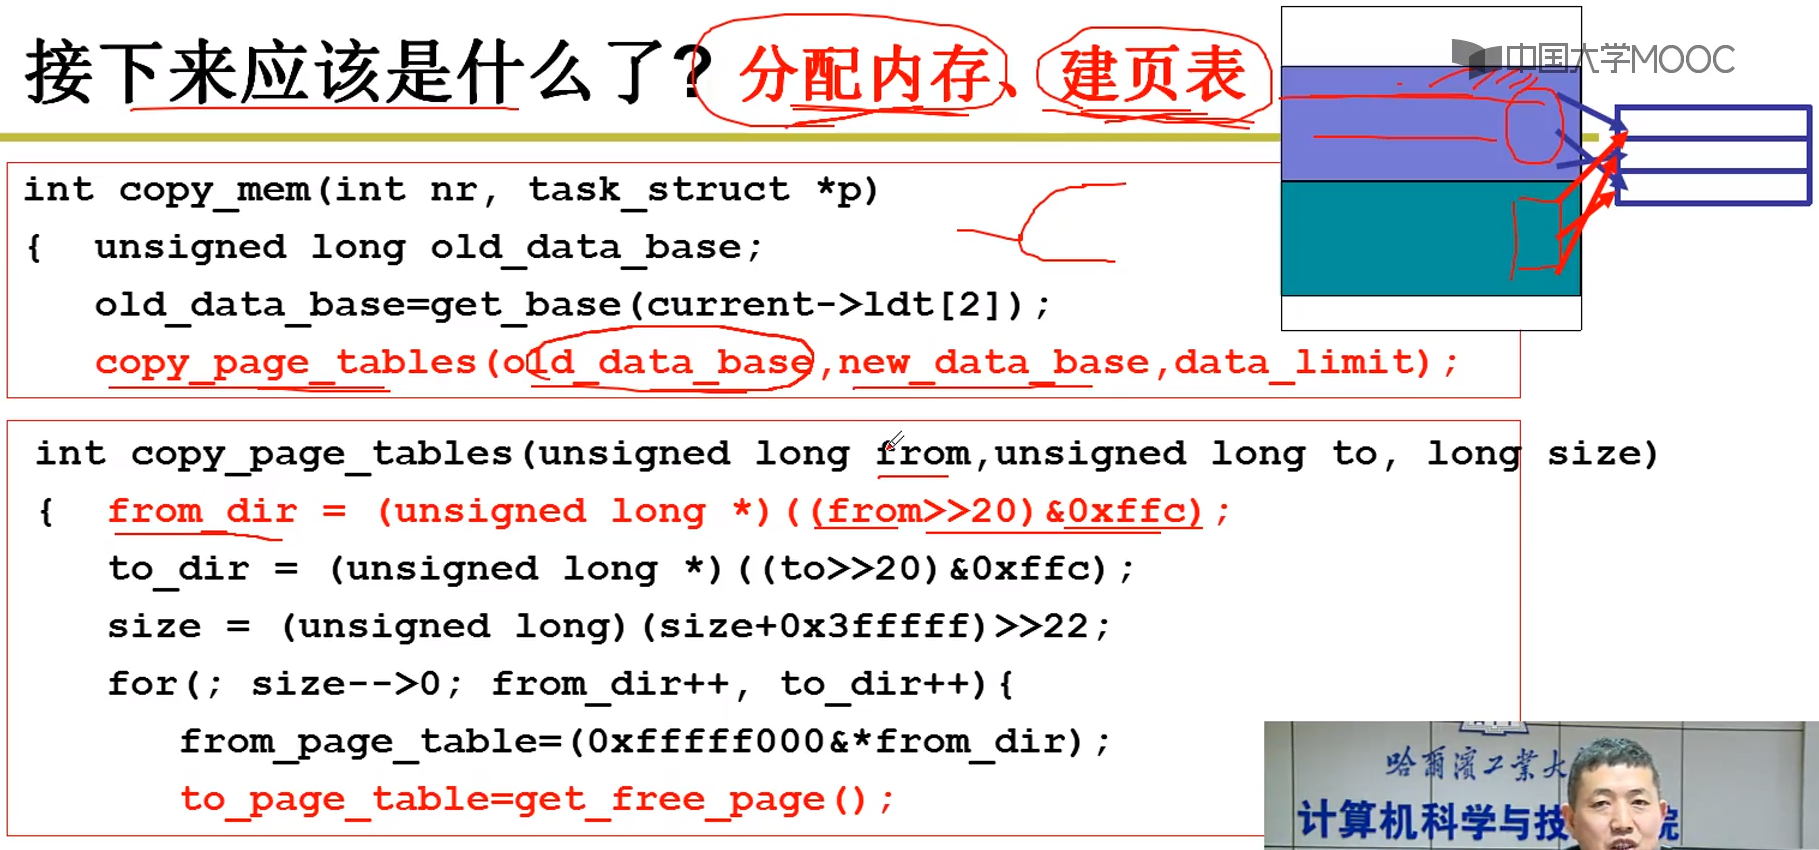 接下来应该是什么了？分配内存、建页表
中国大学MOOC
int copy_mem(int nr, task_struct *p)
{ unsigned long old_data_base;
old_data_base=get_base(current->ldt[2]);
copy_page_tables(old_data_base,new_data_base,data_limit);
int copy_page_tables(unsigned long from,unsigned long to, long size)
{ from_dir = (unsigned long *)((from>>20)&0xffc);
to_dir = (unsigned long *)((to>>20)&0xffc);
size = (unsigned long)(size+0x3fffff)>>22;
for(; size-->0; from_dir++, to_dir++){
from_page_table=(0xfffff000&*from_dir);
to_page_table=get_free_page();
哈爾濱工業大
计算机科学与技 院